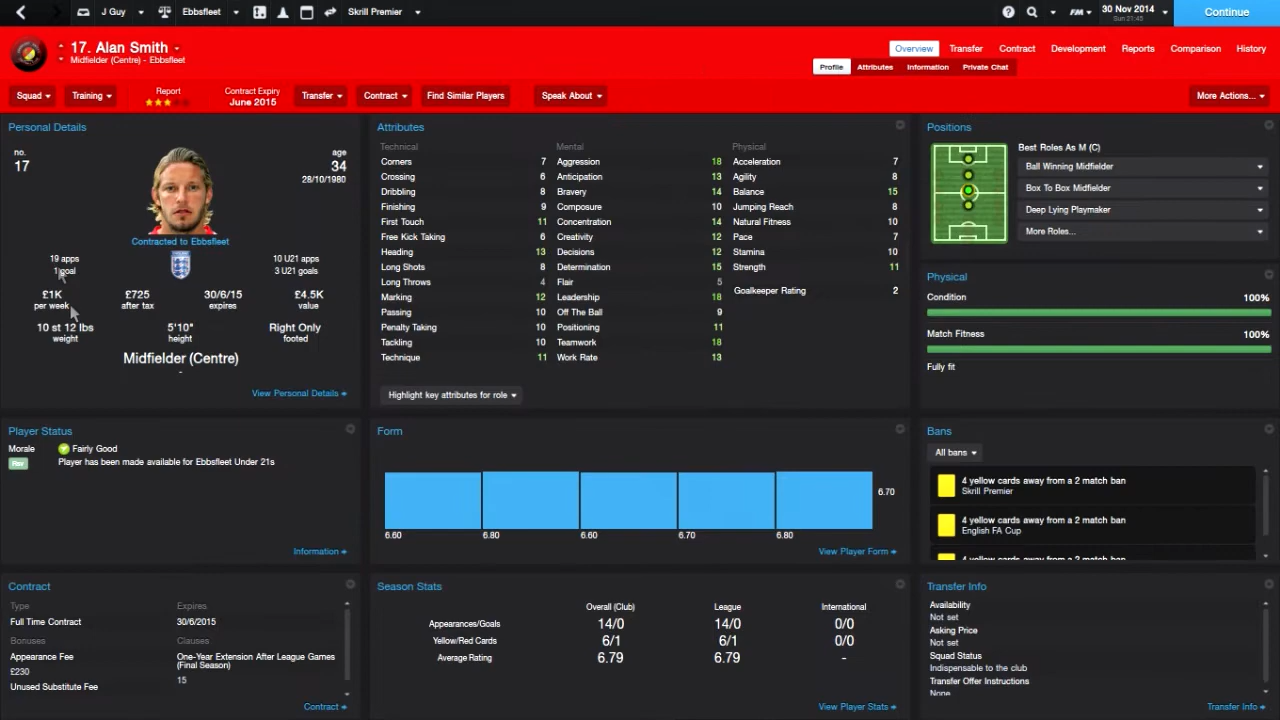 J Guy
Ebbsfleet
Skrill Premier
FM
30 Nov 2014
Sun 21:45
Continue
17. Alan Smith
Midfielder (Centre) - Ebbsfleet
Overview Transfer Contract Development Reports Comparison History
Profile Attributes Information Private Chat
Squad
Training
Report
Contract Expiry
June 2015
Transfer
Contract
Find Similar Players
Speak About
More Actions...
Personal Details
no.
17
age
34
28/10/1980
Contracted to Ebbsfleet
19 apps
1 goal
10 U21 apps
3 U21 goals
£1K
per week
£725
after tax
30/6/15
expires
£4.5K
value
10 st 12 lbs
weight
5'10"
height
Right Only
footed
Midfielder (Centre)
-
View Personal Details
Attributes
Technical Mental Physical
Corners 7 Aggression 18 Acceleration 7
Crossing 6 Anticipation 13 Agility 8
Dribbling 8 Bravery 14 Balance 15
Finishing 9 Composure 10 Jumping Reach 8
First Touch 11 Concentration 14 Natural Fitness 10
Free Kick Taking 6 Creativity 12 Pace 7
Heading 13 Decisions 12 Stamina 10
Long Shots 8 Determination 15 Strength 11
Long Throws 4 Flair 5
Goalkeeper Rating 2
Marking 12 Leadership 18
Passing 10 Off The Ball 9
Penalty Taking 10 Positioning 11
Tackling 10 Teamwork 18
Technique 11 Work Rate 13
Highlight key attributes for role
Positions
Best Roles As M (C)
Ball Winning Midfielder
Box To Box Midfielder
Deep Lying Playmaker
More Roles...
Physical
Condition 100%
Match Fitness 100%
Fully fit
Player Status
Morale Fairly Good
Rsv Player has been made available for Ebbsfleet Under 21s
Information
Form
6.70
6.60 6.80 6.60 6.70 6.80
View Player Form
Bans
All bans
4 yellow cards away from a 2 match ban
Skrill Premier
4 yellow cards away from a 2 match ban
English FA Cup
4 yellow cards away from a 2 match ban
Contract
Type Expires
Full Time Contract 30/6/2015
Bonuses Clauses
Appearance Fee One-Year Extension After League Games
(Final Season)
£230
15
Unused Substitute Fee
Contract
Season Stats
Overall (Club) League International
Appearances/Goals 14/0 14/0 0/0
Yellow/Red Cards 6/1 6/1 0/0
Average Rating 6.79 6.79 -
View Player Stats
Transfer Info
Availability
Not set
Asking Price
Not set
Squad Status
Indispensable to the club
Transfer Offer Instructions
None
Transfer Info